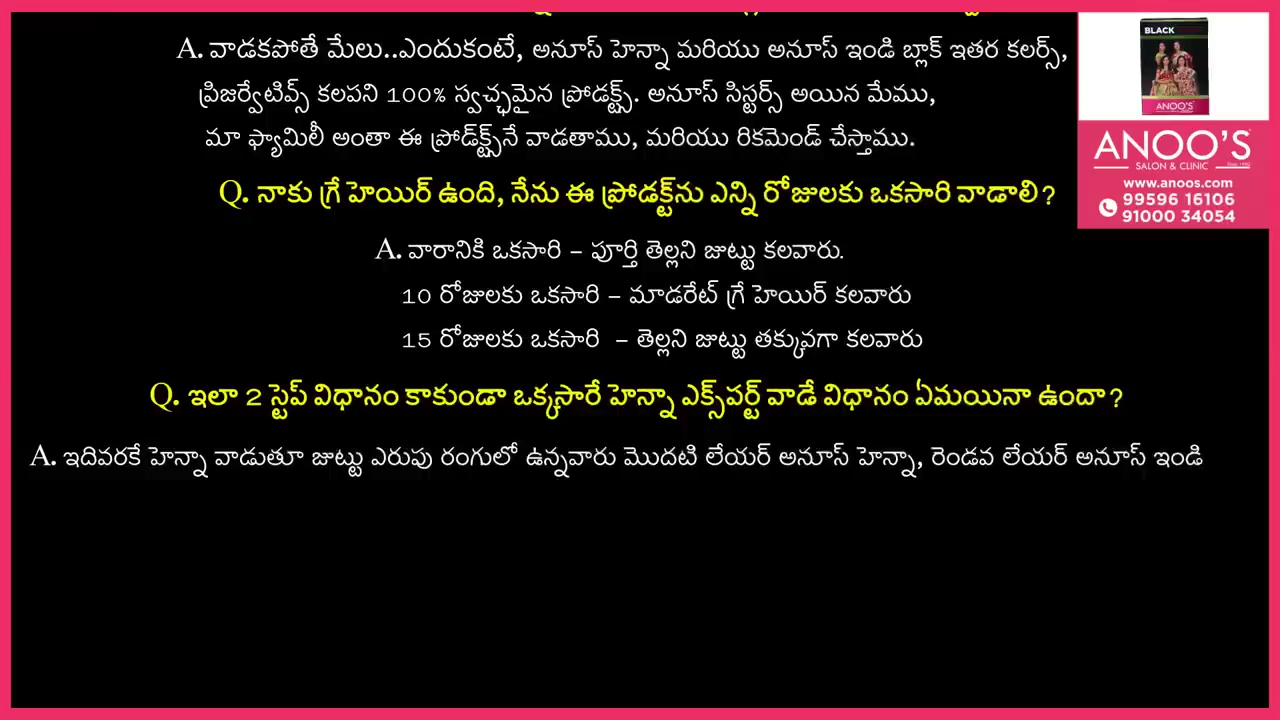 A. వాడకపోతే మేలు..ఎందుకంటే, అనూస్ హెన్నా మరియు అనూస్ ఇండి బ్లాక్ ఇతర కలర్స్,
ప్రిజర్వేటివ్స్ కలపని 100% స్వచ్ఛమైన ప్రోడక్ట్స్. అనూస్ సిస్టర్స్ అయిన మేము,
మా ఫ్యామిలీ అంతా ఈ ప్రోడ్‌క్ట్స్‌నే వాడతాము, మరియు రికమెండ్ చేస్తాము.
Q. నాకు గ్రే హెయిర్ ఉంది, నేను ఈ ప్రోడక్ట్‌ను ఎన్ని రోజులకు ఒకసారి వాడాలి?
A. వారానికి ఒకసారి – పూర్తి తెల్లని జుట్టు కలవారు.
10 రోజులకు ఒకసారి – మాడరేట్ గ్రే హెయిర్ కలవారు
15 రోజులకు ఒకసారి – తెల్లని జుట్టు తక్కువగా కలవారు
Q. ఇలా 2 స్టెప్ విధానం కాకుండా ఒక్కసారే హెన్నా ఎక్స్‌పర్ట్ వాడే విధానం ఏమయినా ఉందా?
A. ఇదివరకే హెన్నా వాడుతూ జుట్టు ఎరుపు రంగులో ఉన్నవారు మొదటి లేయర్ అనూస్ హెన్నా, రెండవ లేయర్ అనూస్ ఇండి
BLACK
ANOO'S
ANOO'S
SALON & CLINIC
www.anoos.com
99596 16106
91000 34054